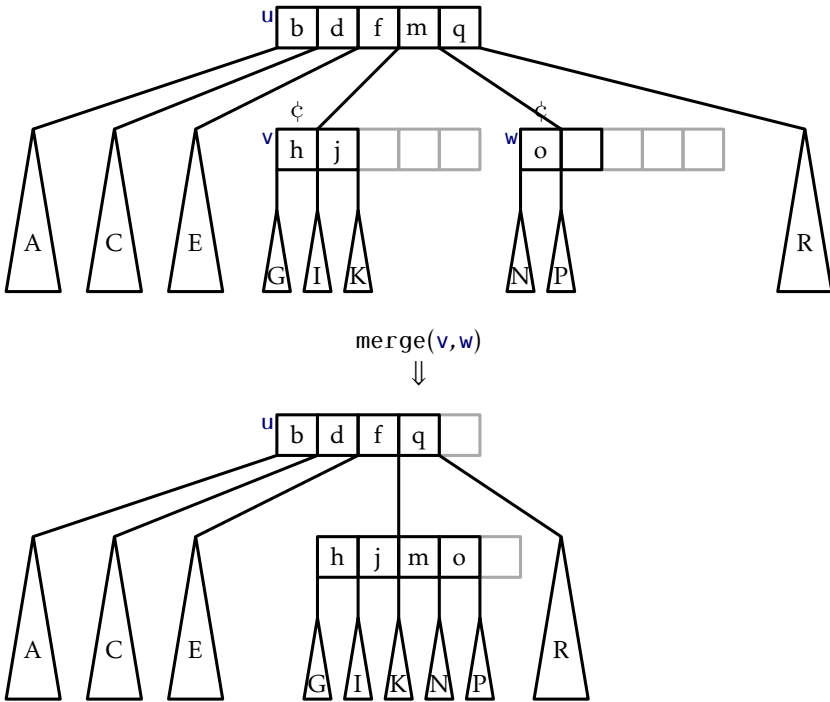 u b d f m q
¢ ¢
v h j w o
A C E G I K N P R
merge(v,w)
⇓
u b d f q
h j m o
A C E G I K N P R